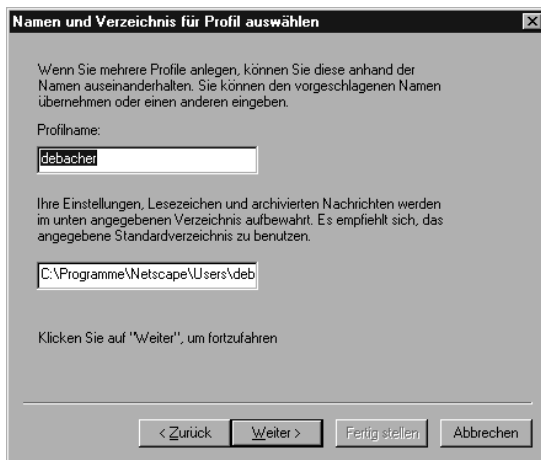 Namen und Verzeichnis für Profil auswählen
Wenn Sie mehrere Profile anlegen, können Sie diese anhand der
Namen auseinanderhalten. Sie können den vorgeschlagenen Namen
übernehmen oder einen anderen eingeben.
Profilname:
debacher
Ihre Einstellungen, Lesezeichen und archivierten Nachrichten werden
im unten angegebenen Verzeichnis aufbewahrt. Es empfiehlt sich, das
angegebene Standardverzeichnis zu benutzen.
C:\Programme\Netscape\Users\deb
Klicken Sie auf "Weiter", um fortzufahren
< Zurück Weiter > Fertig stellen Abbrechen